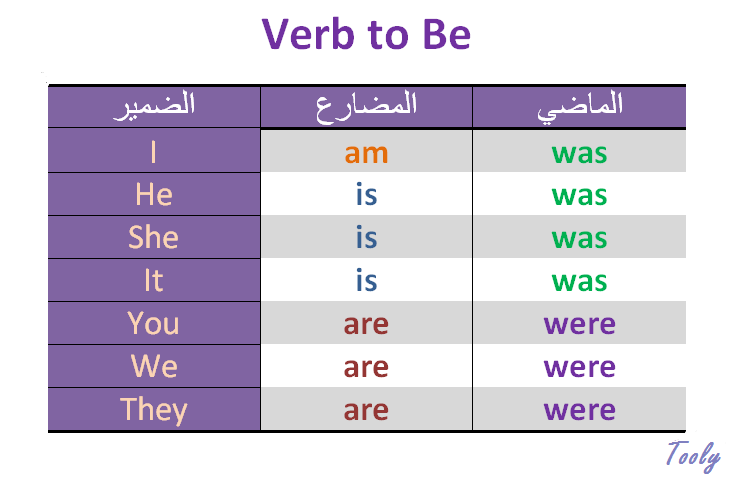 Verb to Be
الضمير المضارع الماضي
I am was
He is was
She is was
It is was
You are were
We are were
They are were
Tooly